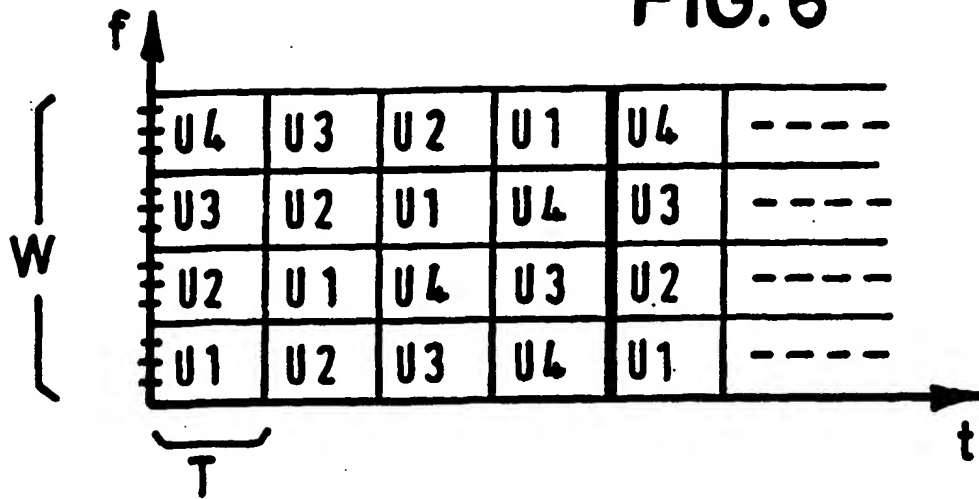 FIG. 6
f
U4 U3 U2 U1 U4 ----
U3 U2 U1 U4 U3 ----
W
U2 U1 U4 U3 U2 ----
U1 U2 U3 U4 U1 ----
T
t